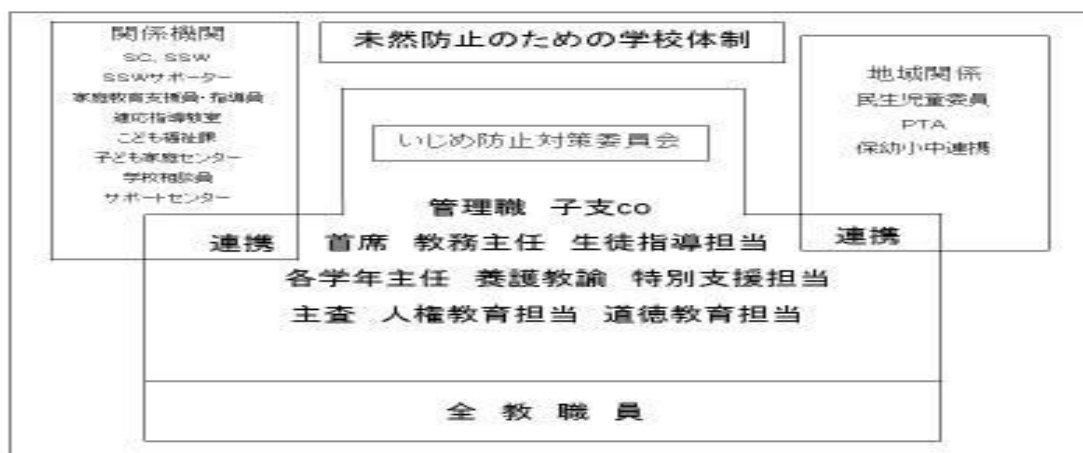 関係機関
SC, SSW
SSWサポーター
家庭教育支援員・指導員
適応指導教室
こども福祉課
子ども家庭センター
学校相談員
サポートセンター
未然防止のための学校体制
いじめ防止対策委員会
地域関係
民生児童委員
PTA
保幼小中連携
管理職 子支co
連携 首席 教務主任 生徒指導担当 連携
各学年主任 養護教諭 特別支援担当
主査 人権教育担当 道徳教育担当
全教職員